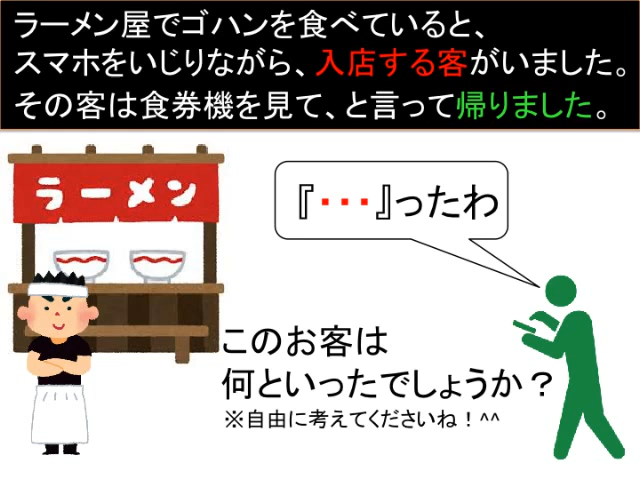 ラーメン屋でゴハンを食べていると、
スマホをいじりながら、入店する客がいました。
その客は食券機を見て、と言って帰りました。
ラーメン
『・・・』ったわ
このお客は
何といったでしょうか？
※自由に考えてくださいね！^^